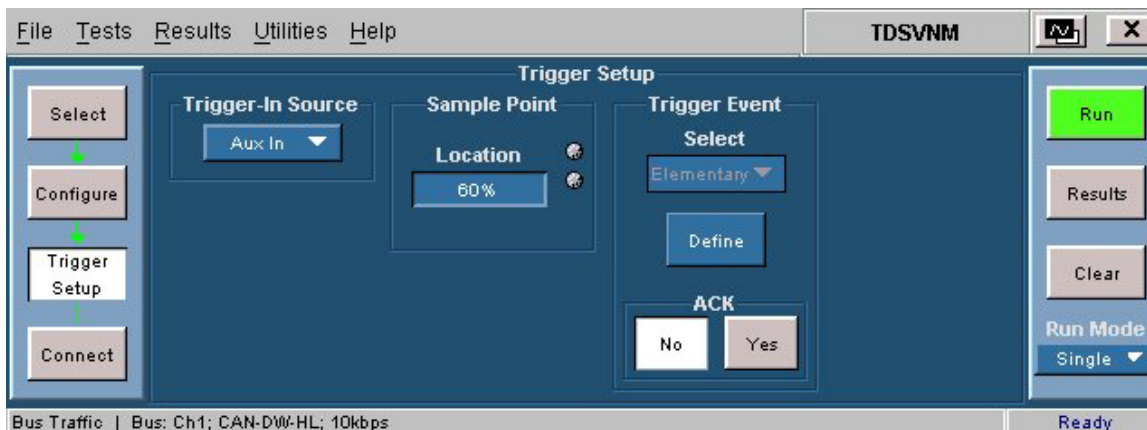 File Tests Results Utilities Help TDSVNM X
Select
Configure
Trigger
Setup
Connect
Trigger Setup
Trigger-In Source
Aux In
Sample Point
Location
60%
Trigger Event
Select
Elementary
Define
ACK
No Yes
Run
Results
Clear
Run Mode
Single
Bus Traffic | Bus: Ch1; CAN-DW-HL; 10kbps Ready